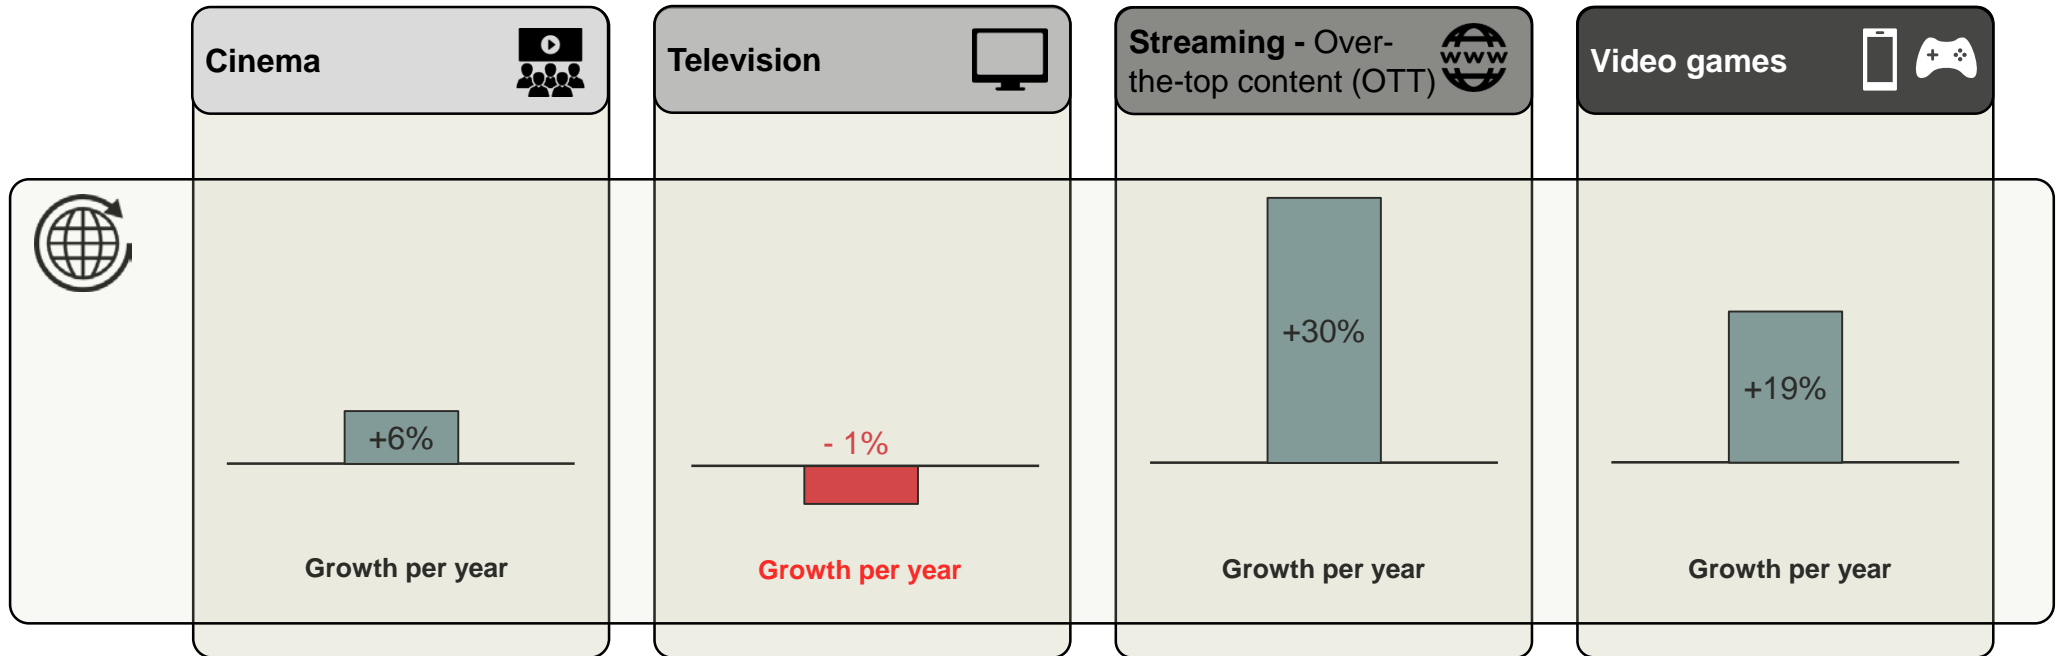 Cinema
Television
Streaming - Over-
the-top content (OTT)
www
Video games
+6%
- 1%
+30%
+19%
Growth per year
Growth per year
Growth per year
Growth per year